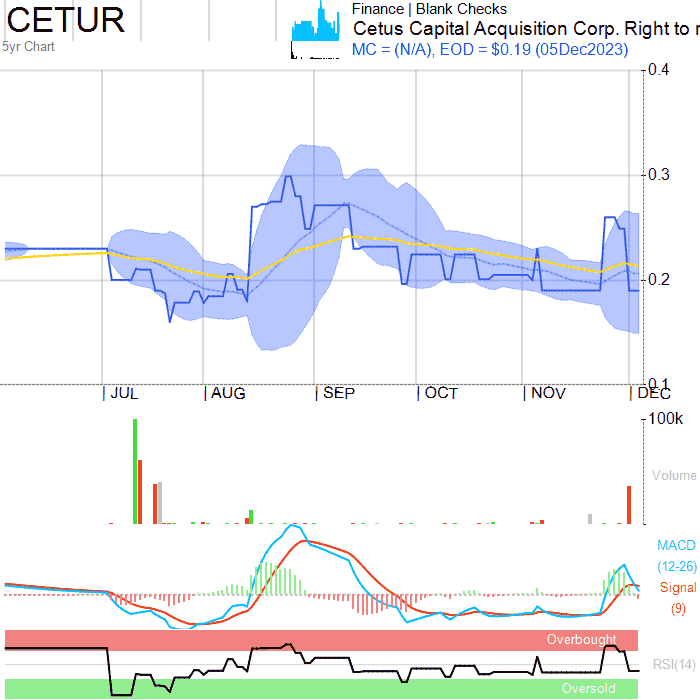 CETUR
5yr Chart
Finance | Blank Checks
Cetus Capital Acquisition Corp. Right to r
MC = (N/A), EOD = $0.19 (05Dec2023)
0.4
0.3
0.2
0.1
JUL AUG SEP OCT NOV DEC
100k
Volume
MACD
(12-26)
Signal
(9)
Overbought
RSI(14)
Oversold